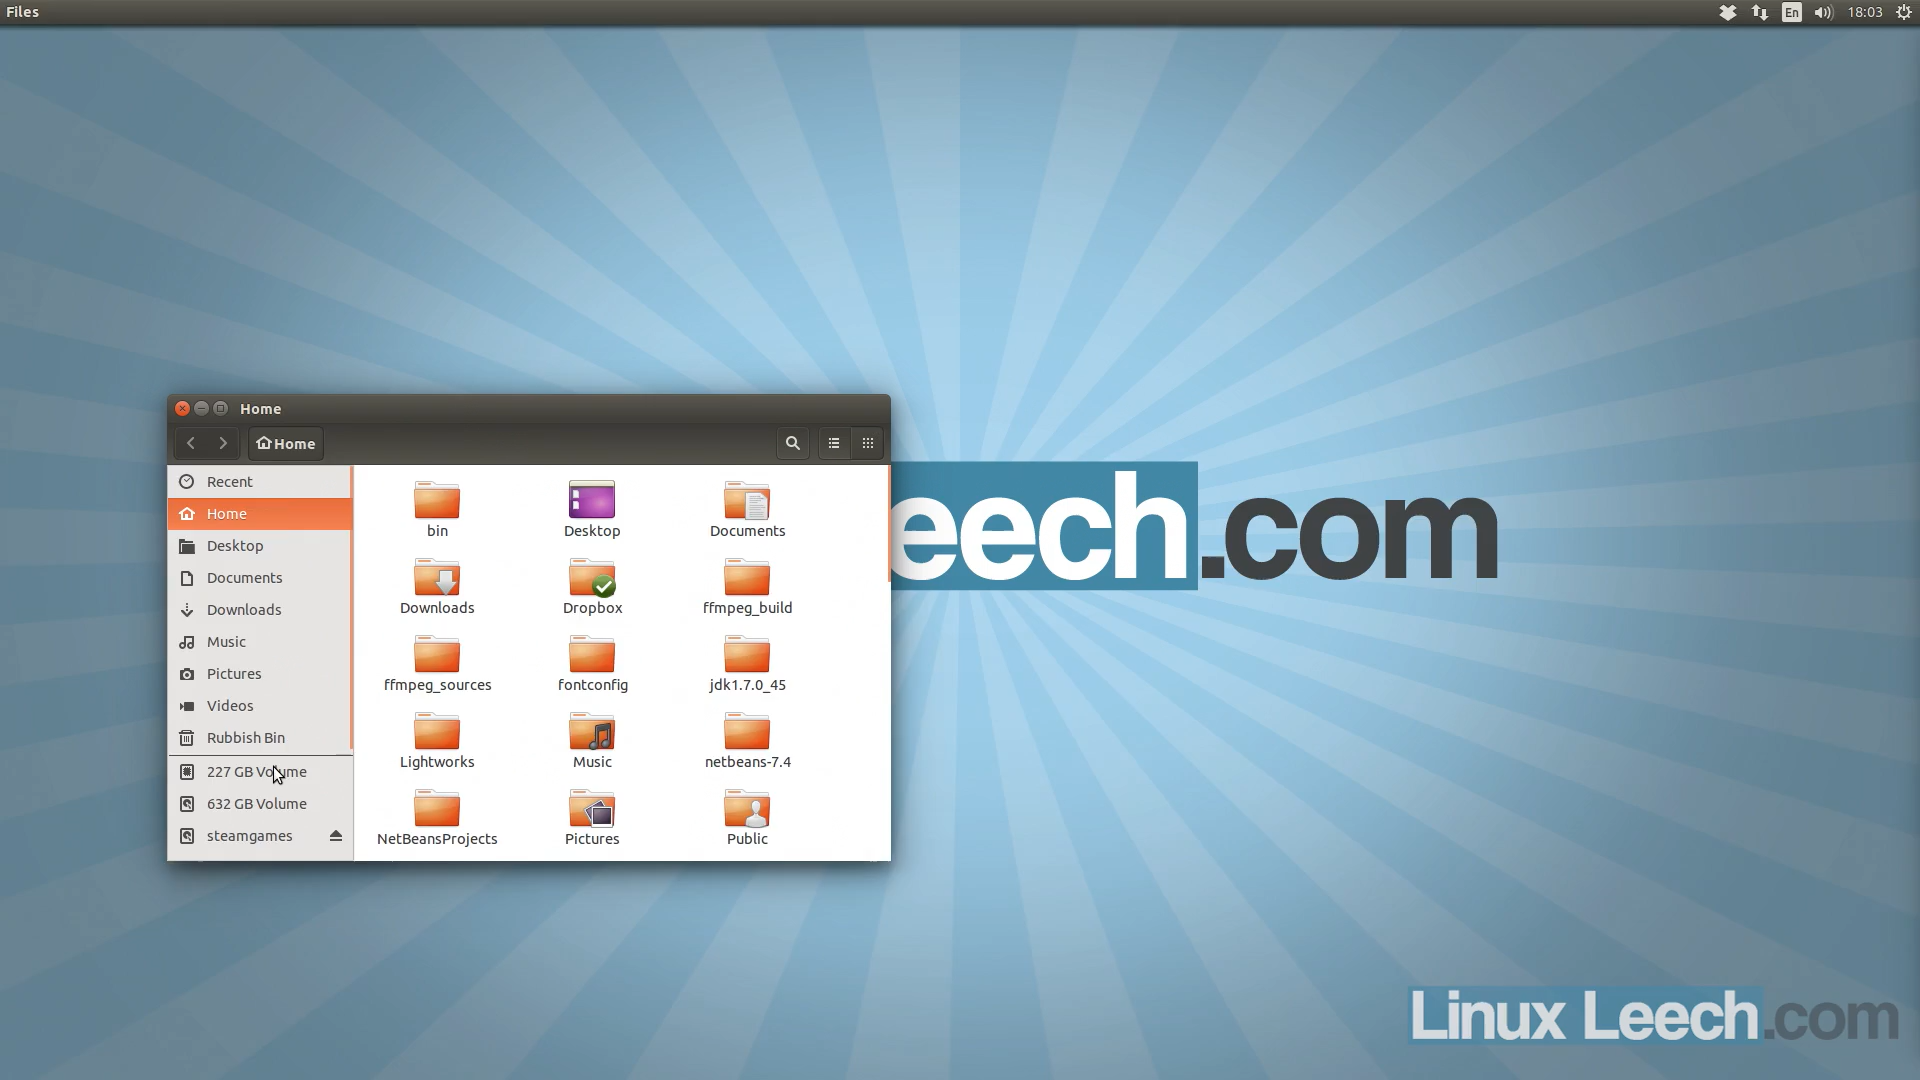 Files
En
18:03
Home
Home
Recent
Home
Desktop
Documents
Downloads
Music
Pictures
Videos
Rubbish Bin
227 GB Volume
632 GB Volume
steamgames
bin
Desktop
Documents
Downloads
Dropbox
ffmpeg_build
ffmpeg_sources
fontconfig
jdk1.7.0_45
Lightworks
Music
netbeans-7.4
NetBeansProjects
Pictures
Public
eech.com
Linux Leech.com